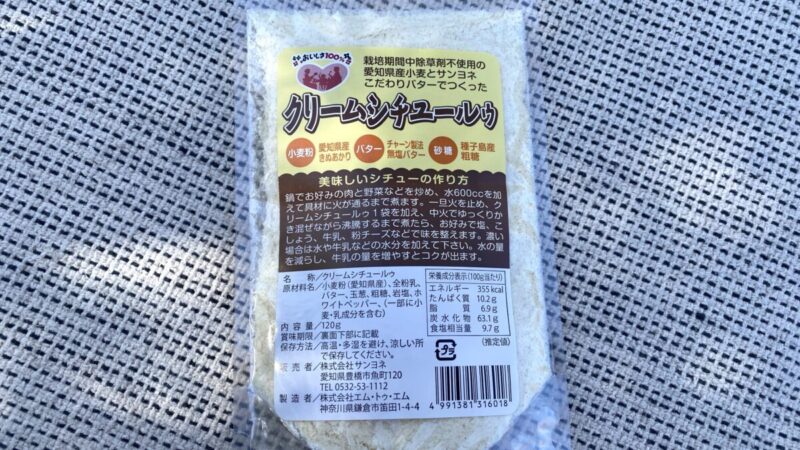 おいしさ100%
栽培期間中除草剤不使用の
愛知県産小麦とサンヨネ
こだわりバターでつくった
クリームシチュールゥ
小麦粉 愛知県産 きぬあかり バター チャーン製法 無塩バター 砂糖 種子島産 粗糖
美味しいシチューの作り方
鍋でお好みの肉と野菜などを炒め、水600ccを加
えて具材に火が通るまで煮ます。一旦火を止め、ク
リームシチュールゥ1袋を加え、中火でゆっくりか
き混ぜながら沸騰するまで煮たら、お好みで塩、こ
しょう、牛乳、粉チーズなどで味を整えます。濃い
場合は水や牛乳などの水分を加えて下さい。水の量
を減らし、牛乳の量を増やすとコクが出ます。
名称/クリームシチュールゥ
原材料名/小麦粉(愛知県産)、全粉乳、
バター、玉葱、粗糖、岩塩、ホ
ワイトペッパー、(一部に小
麦・乳成分を含む)
内容量/120g
賞味期限/裏面下部に記載
保存方法/高温・多湿を避け、涼しい所
で保存してください。
販売者/株式会社サンヨネ
愛知県豊橋市魚町120
TEL 0532-53-1112
製造者/株式会社エム・トゥ・エム
神奈川県鎌倉市笛田1-4-4
栄養成分表示(100g当たり)
エネルギー 355kcal
たんぱく質 10.2g
脂質 6.9g
炭水化物 63.1g
食塩相当量 9.7g
(推定値)
プラ
4991381316018